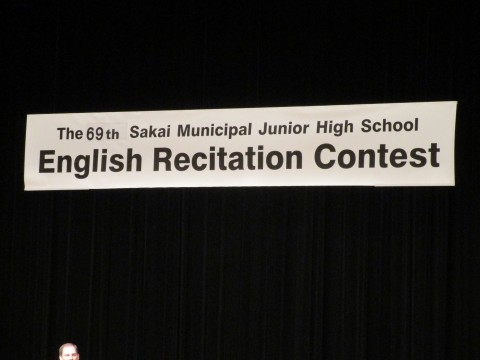 The 69th Sakai Municipal Junior High School
English Recitation Contest